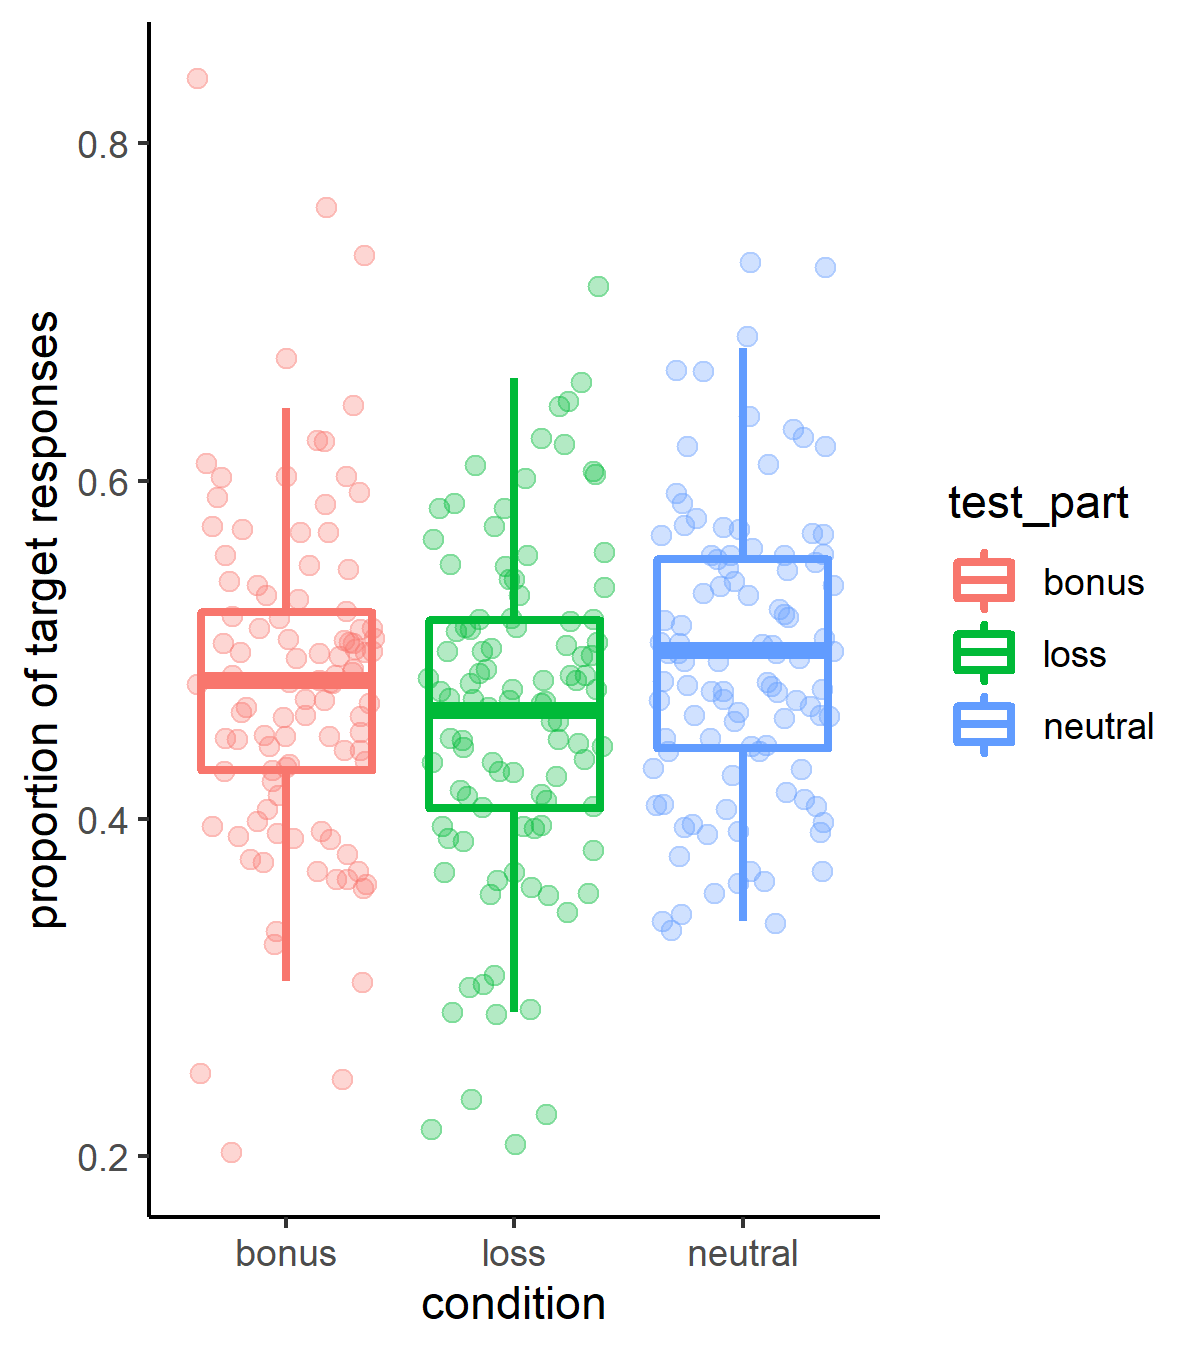 proportion of target responses
0.8
0.6
0.4
0.2
bonus
loss
neutral
condition
test_part
bonus
loss
neutral